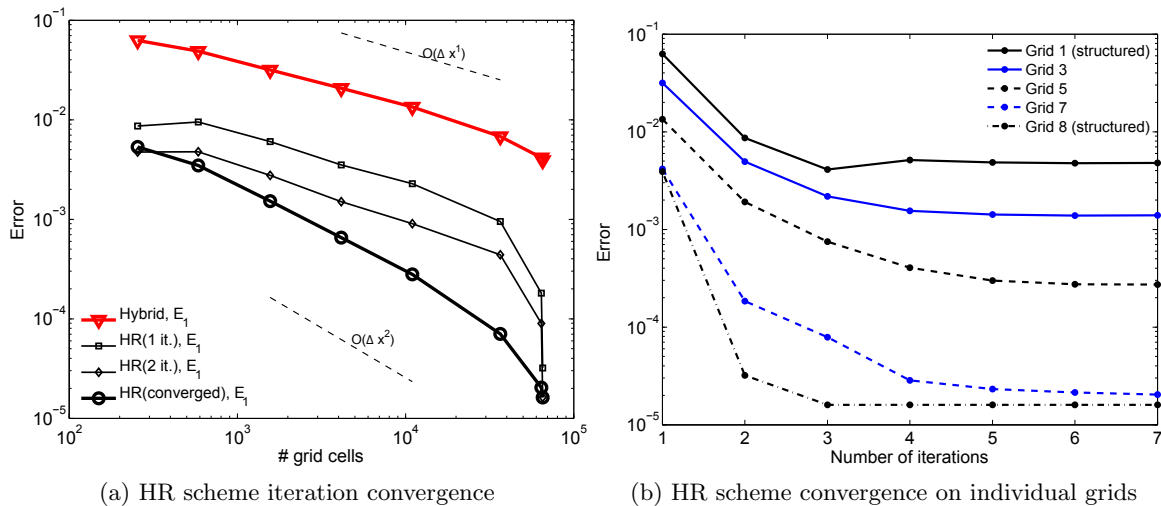 10^-1
10^-2
10^-3
10^-4
10^-5
Error
O(Δ x^1)
O(Δ x^2)
Hybrid, E_1
HR(1 it.), E_1
HR(2 it.), E_1
HR(converged), E_1
10^2 10^3 10^4 10^5
# grid cells
(a) HR scheme iteration convergence
10^-1
10^-2
10^-3
10^-4
10^-5
Error
Grid 1 (structured)
Grid 3
Grid 5
Grid 7
Grid 8 (structured)
1 2 3 4 5 6 7
Number of iterations
(b) HR scheme convergence on individual grids